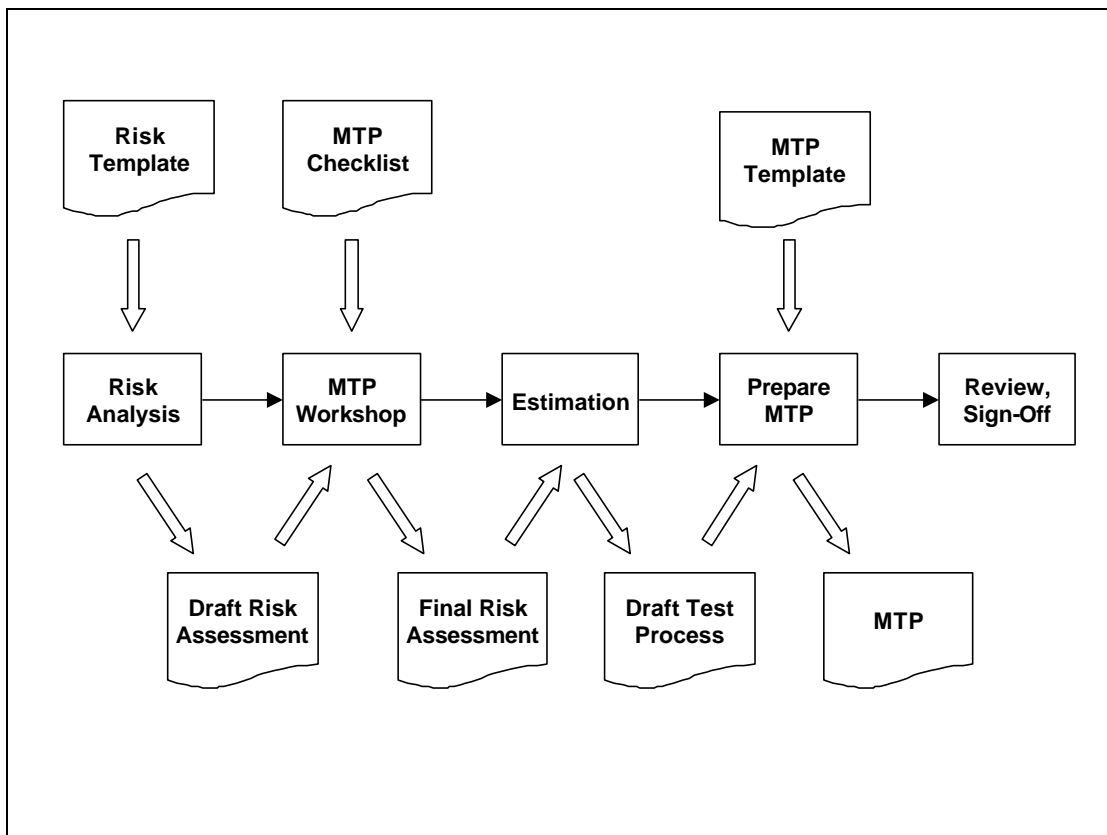 Risk
Template
MTP
Checklist
MTP
Template
Risk
Analysis
MTP
Workshop
Estimation
Prepare
MTP
Review,
Sign-Off
Draft Risk
Assessment
Final Risk
Assessment
Draft Test
Process
MTP